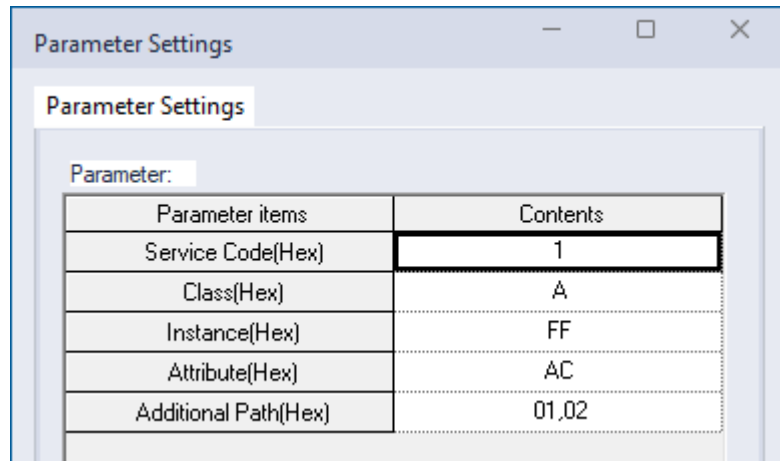 Parameter Settings
Parameter Settings
Parameter:
Parameter items Contents
Service Code(Hex) 1
Class(Hex) A
Instance(Hex) FF
Attribute(Hex) AC
Additional Path(Hex) 01,02